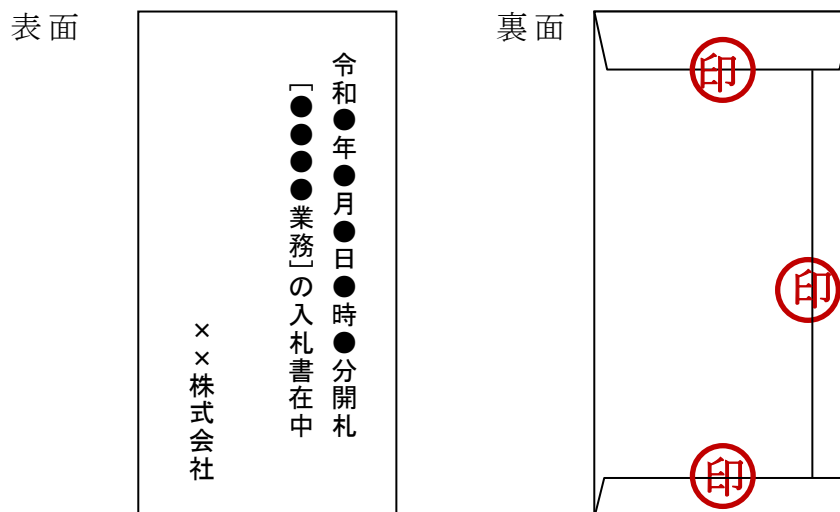 表面
令和●年●月●日●時●分開札
［●●●●業務］の入札書在中
××株式会社
裏面
印
印
印